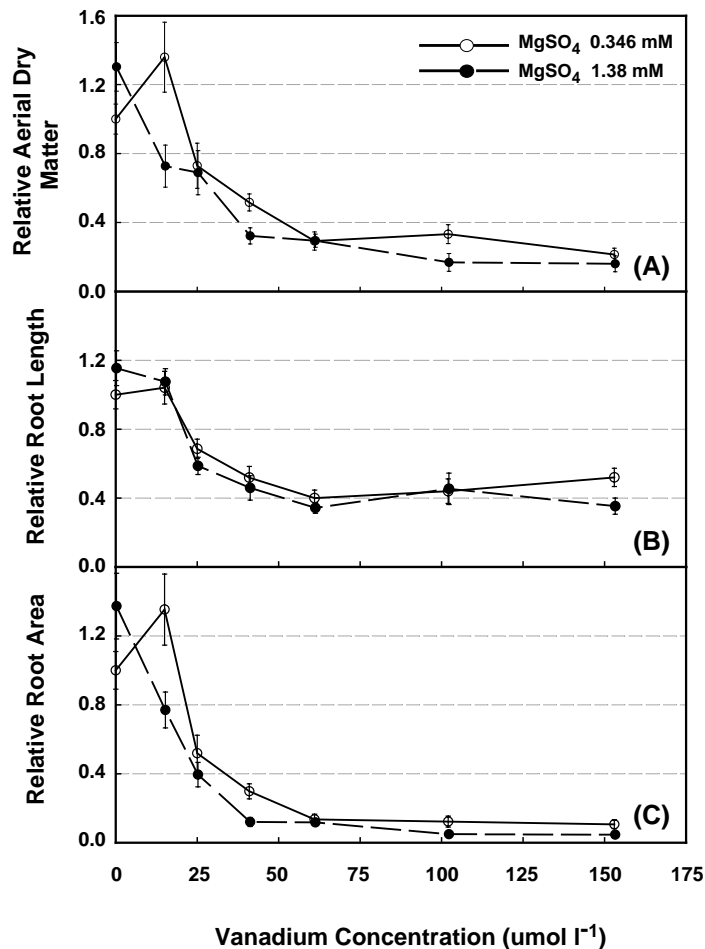 1.6
MgSO4 0.346 mM
MgSO4 1.38 mM
1.2
0.8
0.4
0.0
Relative Aerial Dry
Matter
(A)
1.2
0.8
0.4
0.0
Relative Root Length
(B)
1.2
0.8
0.4
0.0
Relative Root Area
(C)
0 25 50 75 100 125 150 175
Vanadium Concentration (umol l-1)